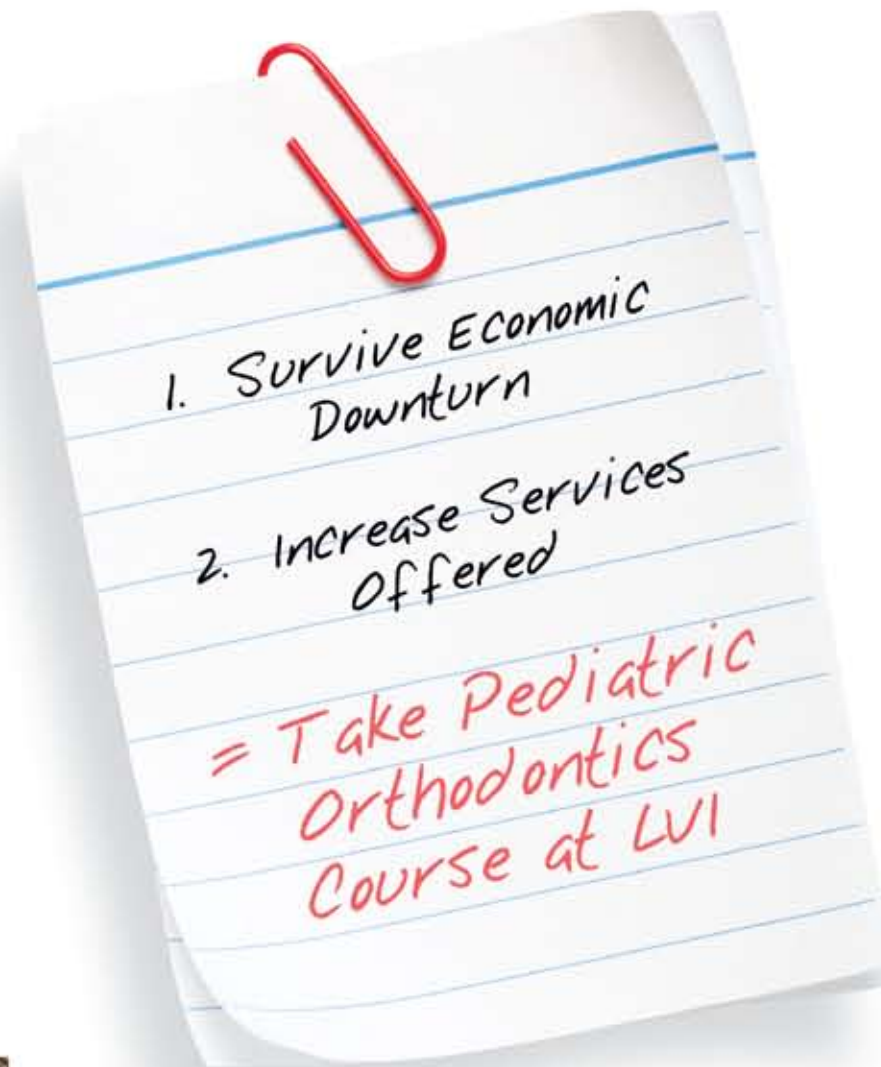 1. Survive Economic
Downturn
2. Increase Services
Offered
= Take Pediatric
Orthodontics
Course at LVI